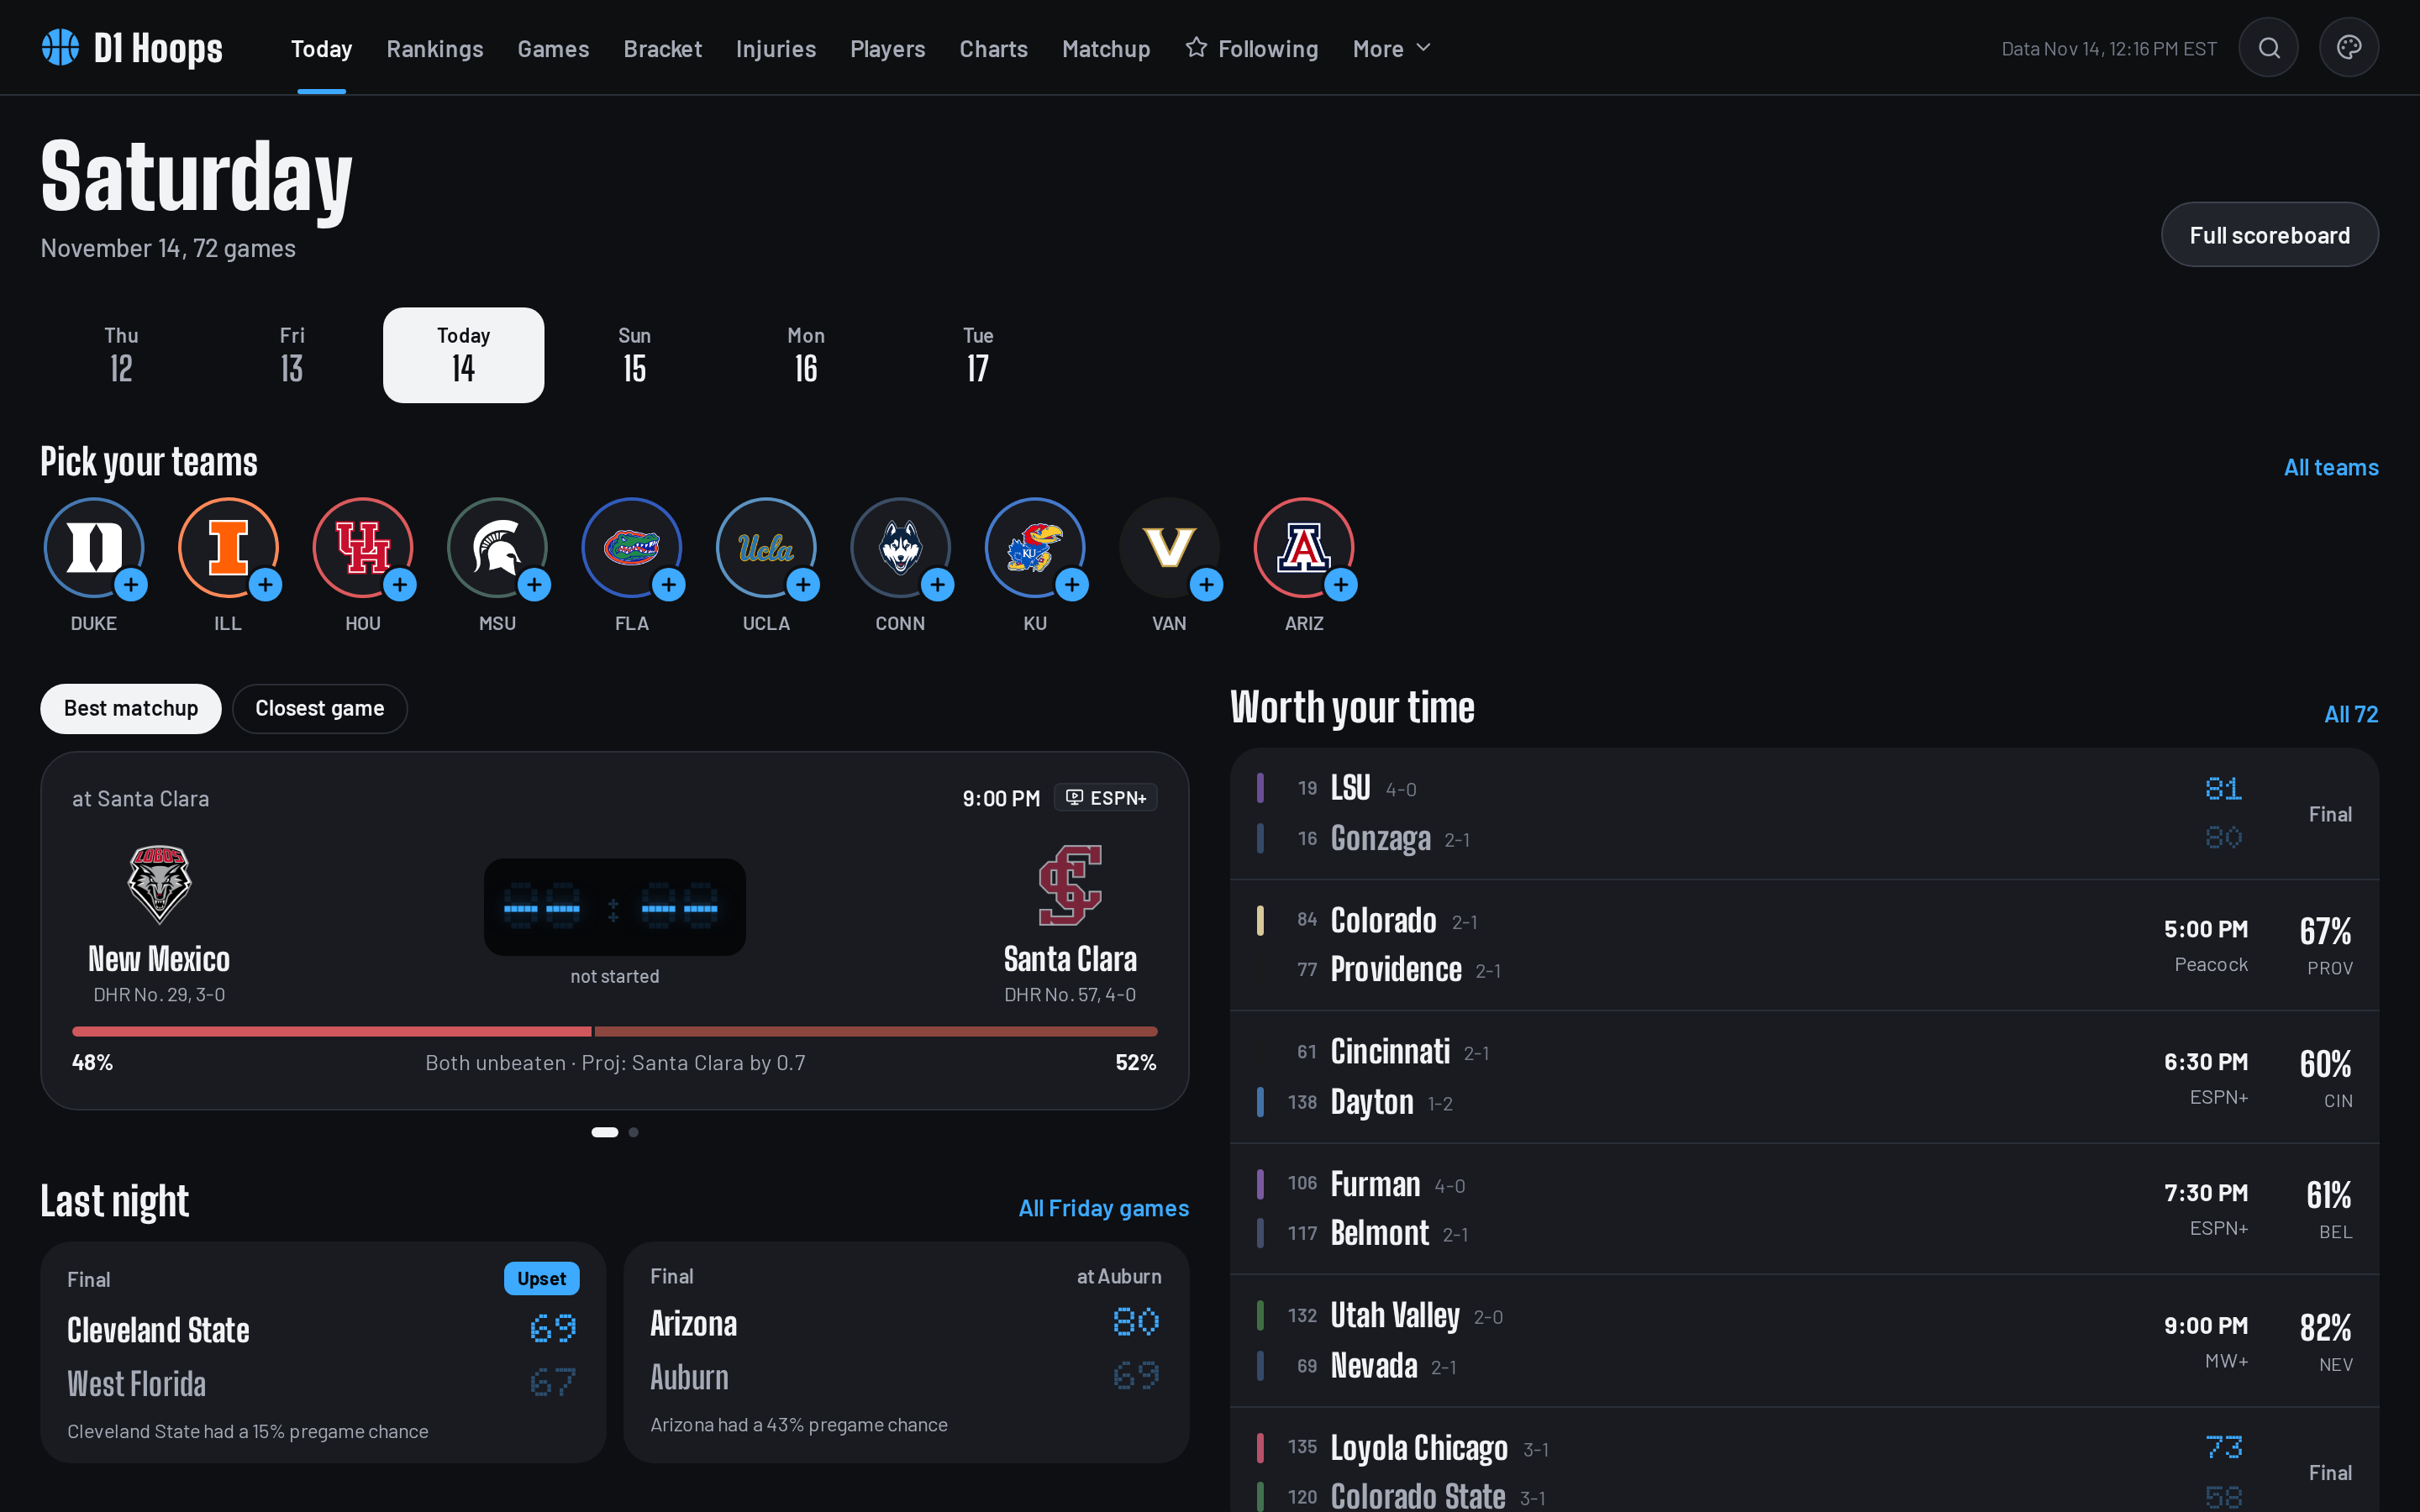 D1 Hoops
Today Rankings Games Bracket Injuries Players Charts Matchup Following More
Data Nov 14, 12:16 PM EST
Saturday
November 14, 72 games
Full scoreboard
Thu 12
Fri 13
Today 14
Sun 15
Mon 16
Tue 17
Pick your teams
All teams
Ucla
KU
DUKE ILL HOU MSU FLA UCLA CONN KU VAN ARIZ
Best matchup Closest game
at Santa Clara
9:00 PM ESPN+
LOBOS
New Mexico
DHR No. 29, 3-0
-- : --
not started
Santa Clara
DHR No. 57, 4-0
48%
Both unbeaten · Proj: Santa Clara by 0.7
52%
Last night
All Friday games
Final
Upset
Cleveland State 69
West Florida 67
Cleveland State had a 15% pregame chance
Final
at Auburn
Arizona 80
Auburn 69
Arizona had a 43% pregame chance
Worth your time
All 72
19 LSU 4-0 81
16 Gonzaga 2-1 80
Final
84 Colorado 2-1
77 Providence 2-1
5:00 PM
Peacock
67%
PROV
61 Cincinnati 2-1
138 Dayton 1-2
6:30 PM
ESPN+
60%
CIN
106 Furman 4-0
117 Belmont 2-1
7:30 PM
ESPN+
61%
BEL
132 Utah Valley 2-0
69 Nevada 2-1
9:00 PM
MW+
82%
NEV
135 Loyola Chicago 3-1 73
120 Colorado State 3-1 58
Final